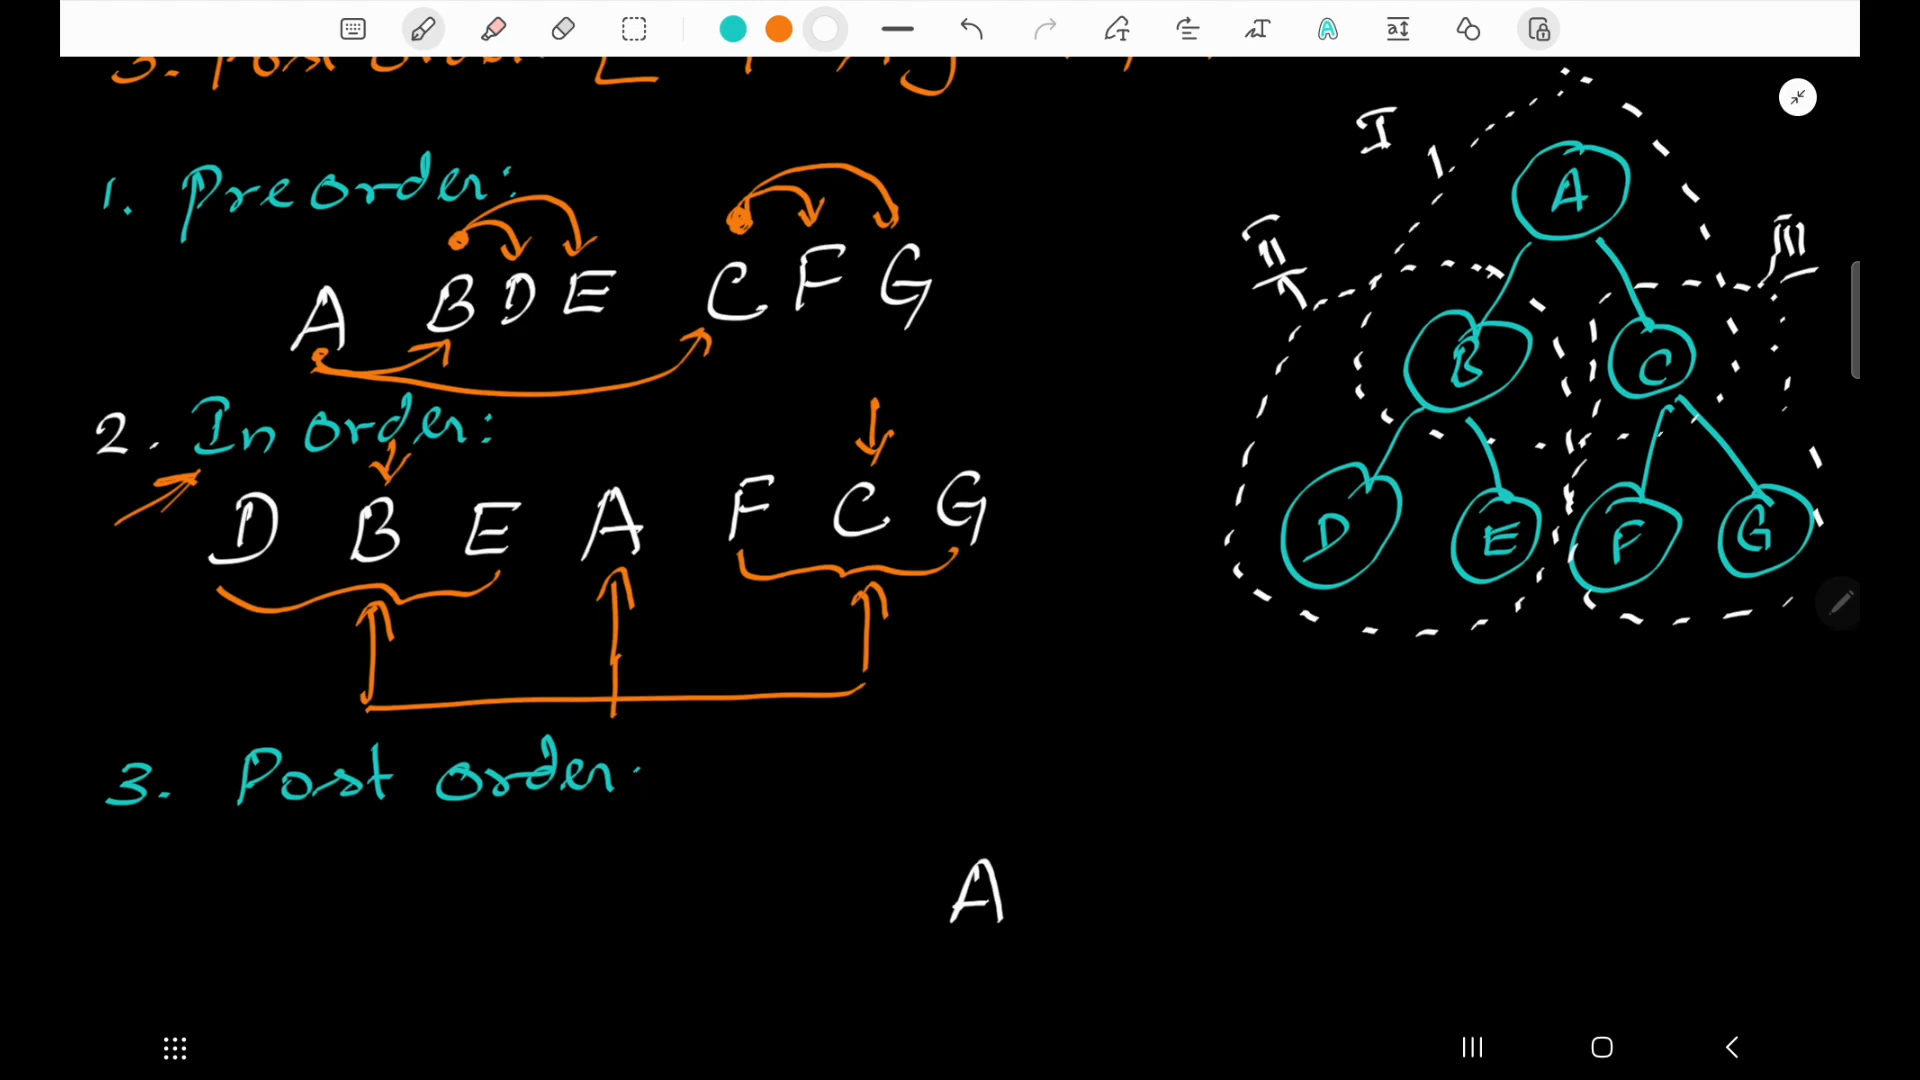 1. Preorder:
A B D E C F G
2. In order:
D B E A F C G
3. Post order:
A
I
II
III
A
B C
D E F G